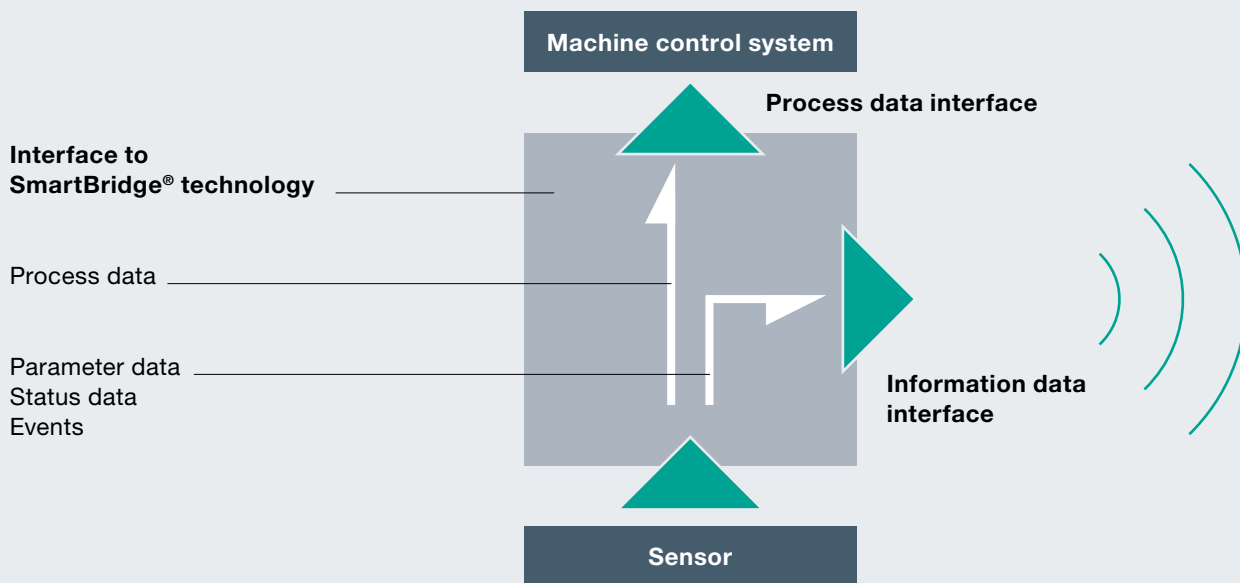 Machine control system
Process data interface
Interface to
SmartBridge® technology
Process data
Parameter data
Status data
Events
Information data
interface
Sensor